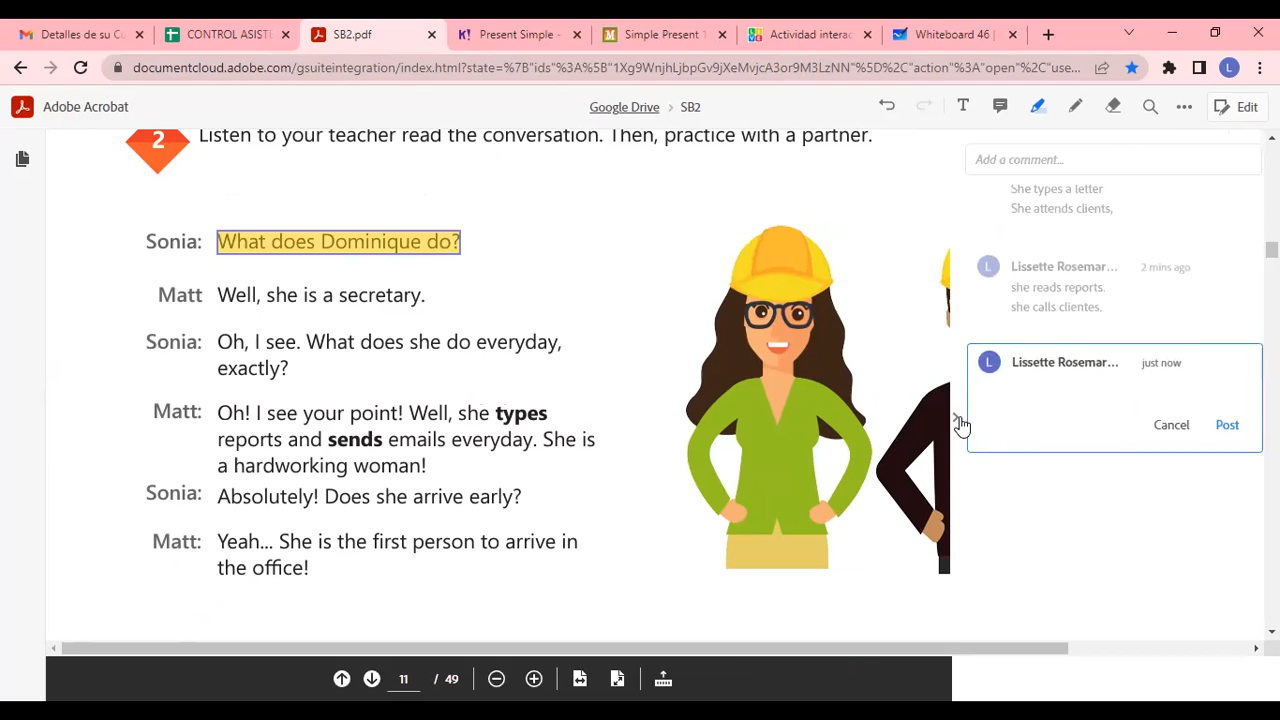 Detalles de su Cu
CONTROL ASIST
SB2.pdf
Present Simple -
Simple Present T
Actividad interac
Whiteboard 46 |
documentcloud.adobe.com/gsuiteintegration/index.html?state=%7B"ids"%3A%5B"1Xg9WnjhLjbpGv9jXeMvjcA3or9M3LzNN"%5D%2C"action"%3A"open"%2C"use...
L
Adobe Acrobat
Google Drive > SB2
Edit
2 Listen to your teacher read the conversation. Then, practice with a partner.
Sonia: What does Dominique do?
Matt Well, she is a secretary.
Sonia: Oh, I see. What does she do everyday,
exactly?
Matt: Oh! I see your point! Well, she types
reports and sends emails everyday. She is
a hardworking woman!
Sonia: Absolutely! Does she arrive early?
Matt: Yeah... She is the first person to arrive in
the office!
Add a comment...
She types a letter
She attends clients,
L Lissette Rosemar... 2 mins ago
she reads reports.
she calls clientes.
L Lissette Rosemar... just now
Cancel Post
11 / 49